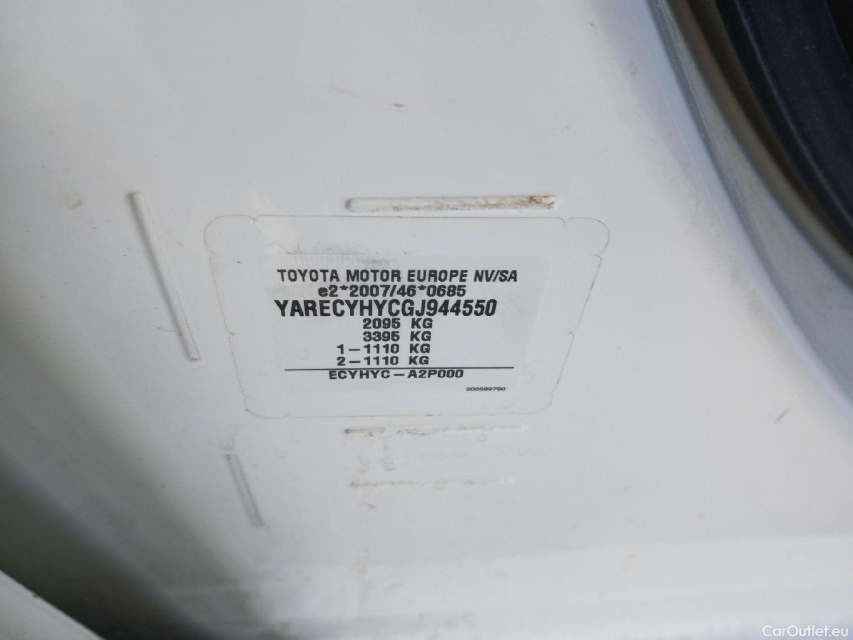 TOYOTA MOTOR EUROPE NV/SA
e2*2007/46*0685
YARECYHYCGJ944550
2095 KG
3395 KG
1-1110 KG
2-1110 KG
ECYHYC-A2P000
CarOutlet.eu